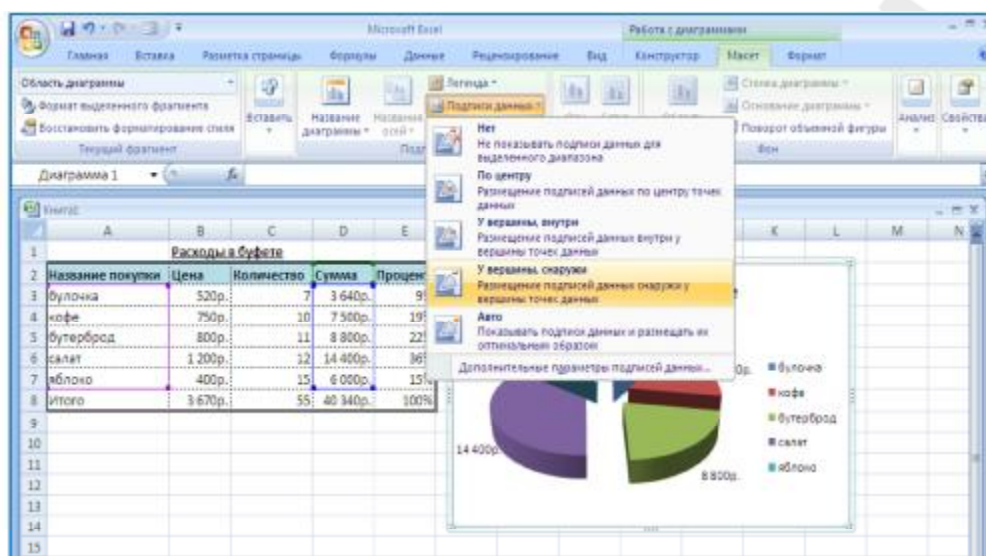 Microsoft Excel
Работа с диаграммами
Главная Вставка Разметка страницы Формулы Данные Рецензирование Вид Конструктор Макет Формат
Область диаграммы
Формат выделенного фрагмента
Восстановить форматирование стиля
Текущий фрагмент
Вставить
Название диаграммы
Названия осей
Легенда
Подписи данных
Стенка диаграммы
Основание диаграммы
Поворот объемной фигуры
Фон
Анализ
Свойства
Нет
Не показывать подписи данных для
выделенного диапазона
По центру
Размещение подписей данных по центру точек
данных
У вершины, внутри
Размещение подписей данных внутри у
вершины точек данных
У вершины, снаружи
Размещение подписей данных снаружи у
вершины точек данных
Авто
Показывать подписи данных и размещать их
оптимальным образом
Дополнительные параметры подписей данных...
Диаграмма 1
fx
A B C D E K L M N
1 Расходы в буфете
2 Название покупки Цена Количество Сумма Процен
3 булочка 520р. 7 3 640р. 9
4 кофе 750р. 10 7 500р. 19
5 бутерброд 800р. 11 8 800р. 22
6 салат 1 200р. 12 14 400р. 36
7 яблоко 400р. 15 6 000р. 15%
8 Итого 3 670р. 55 40 340р. 100%
9
10
11
12
13
14
15
булочка
кофе
бутерброд
салат
яблоко
14 400р.
8 800р.